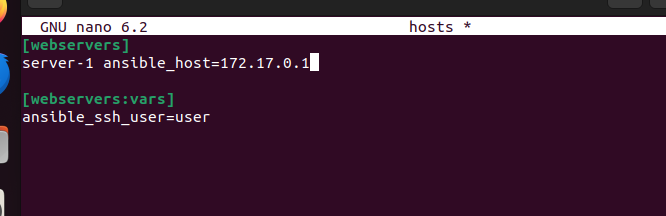 GNU nano 6.2 hosts *
[webservers]
server-1 ansible_host=172.17.0.1
[webservers:vars]
ansible_ssh_user=user